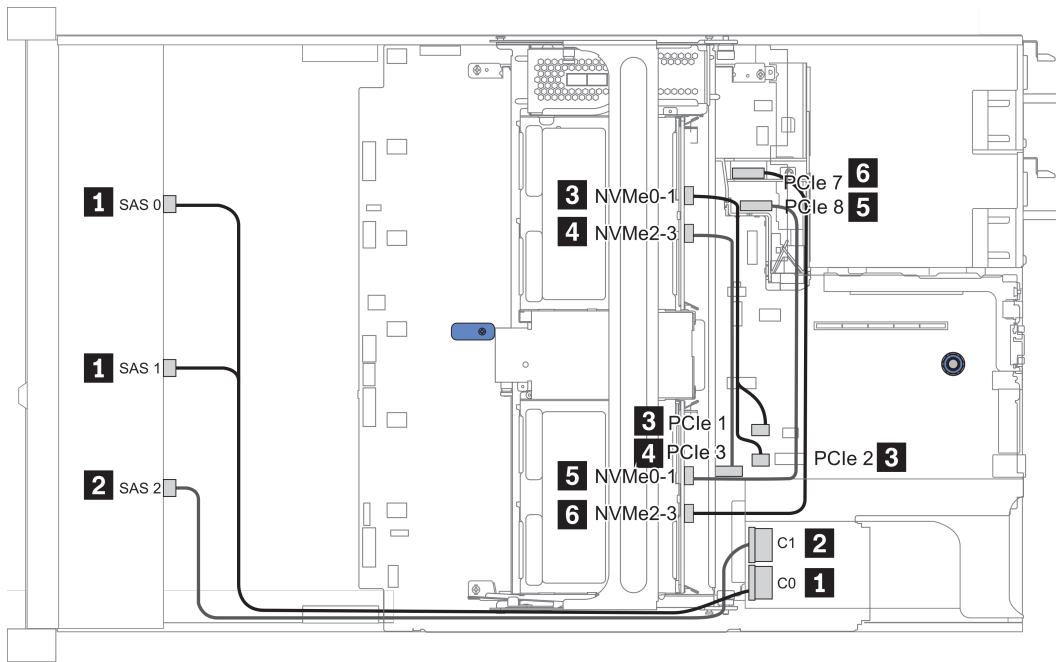 PCIe 7 6
3 NVMe0-1
1 SAS 0
PCIe 8 5
4 NVMe2-3
1 SAS 1
3 PCIe 1
4 PCIe 3
PCIe 2 3
5 NVMe0-1
2 SAS 2
6 NVMe2-3
C1 2
C0 1